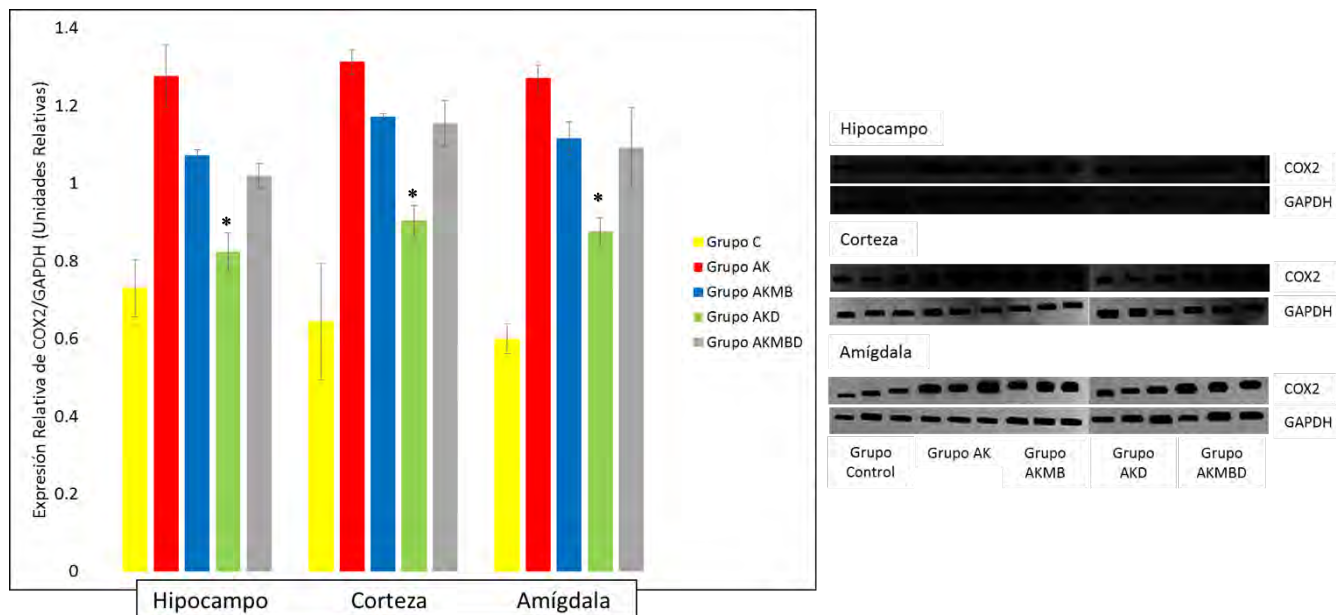 Expresión Relativa de COX2/GAPDH (Unidades Relativas)
1.4
1.2
1
0.8
0.6
0.4
0.2
0
*
*
*
Hipocampo
Corteza
Amígdala
Grupo C
Grupo AK
Grupo AKMB
Grupo AKD
Grupo AKMBD
Hipocampo
COX2
GAPDH
Corteza
COX2
GAPDH
Amígdala
COX2
GAPDH
Grupo
Control
Grupo AK
Grupo
AKMB
Grupo
AKD
Grupo
AKMBD